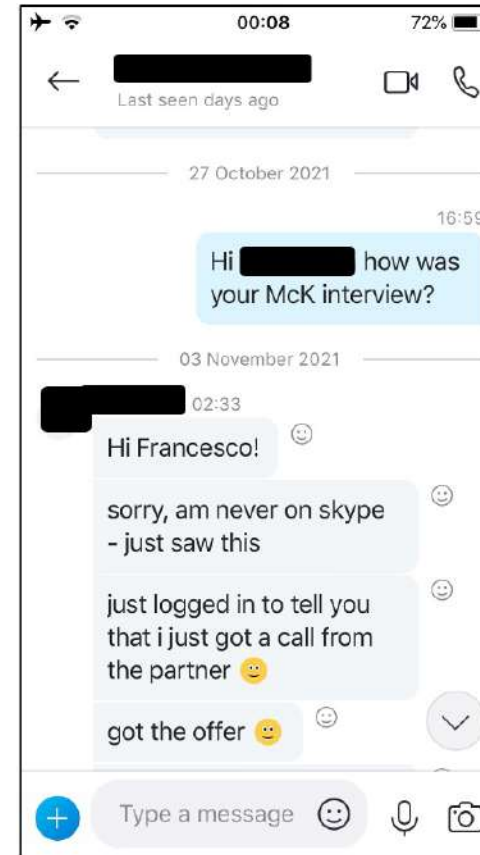 00:08
72%
Last seen days ago
27 October 2021
16:59
Hi how was
your McK interview?
03 November 2021
02:33
Hi Francesco!
sorry, am never on skype
- just saw this
just logged in to tell you
that i just got a call from
the partner 🙂
got the offer 🙂
Type a message